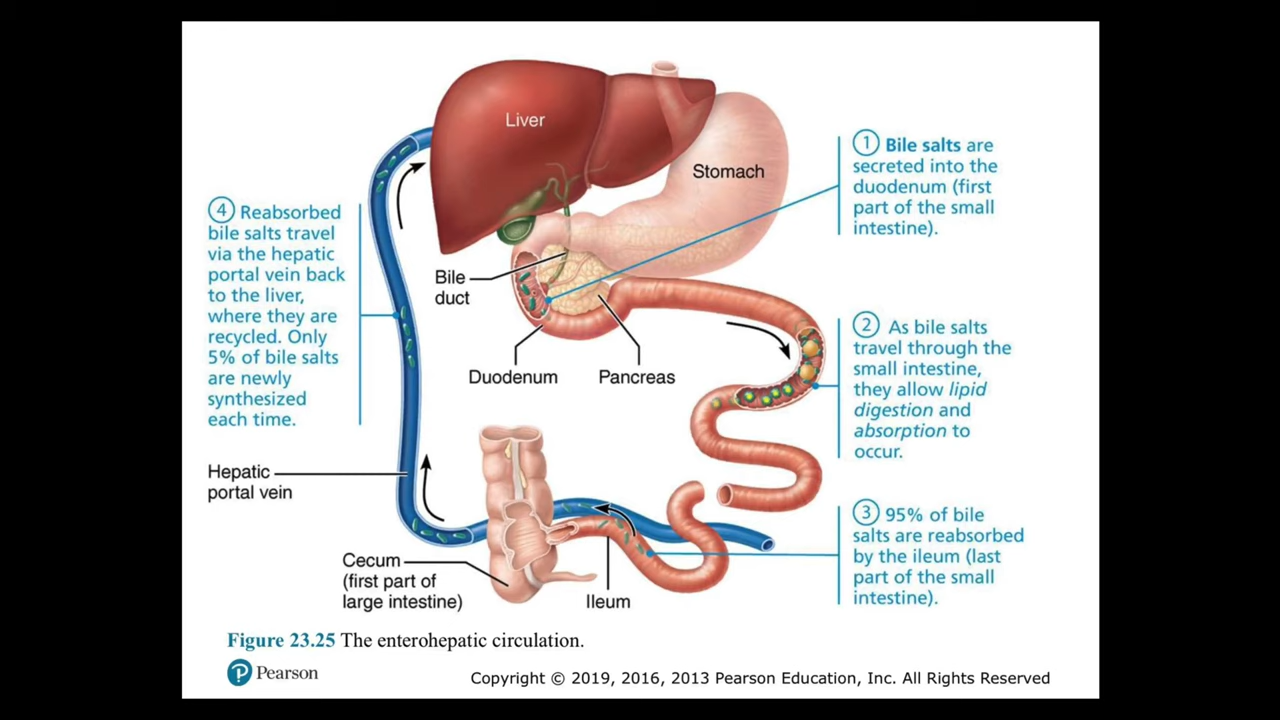 Liver
Stomach
① Bile salts are
secreted into the
duodenum (first
part of the small
intestine).
④ Reabsorbed
bile salts travel
via the hepatic
portal vein back
to the liver,
where they are
recycled. Only
5% of bile salts
are newly
synthesized
each time.
Bile
duct
Duodenum
Pancreas
② As bile salts
travel through the
small intestine,
they allow lipid
digestion and
absorption to
occur.
Hepatic
portal vein
③ 95% of bile
salts are reabsorbed
by the ileum (last
part of the small
intestine).
Cecum
(first part of
large intestine)
Ileum
Figure 23.25 The enterohepatic circulation.
P Pearson
Copyright © 2019, 2016, 2013 Pearson Education, Inc. All Rights Reserved